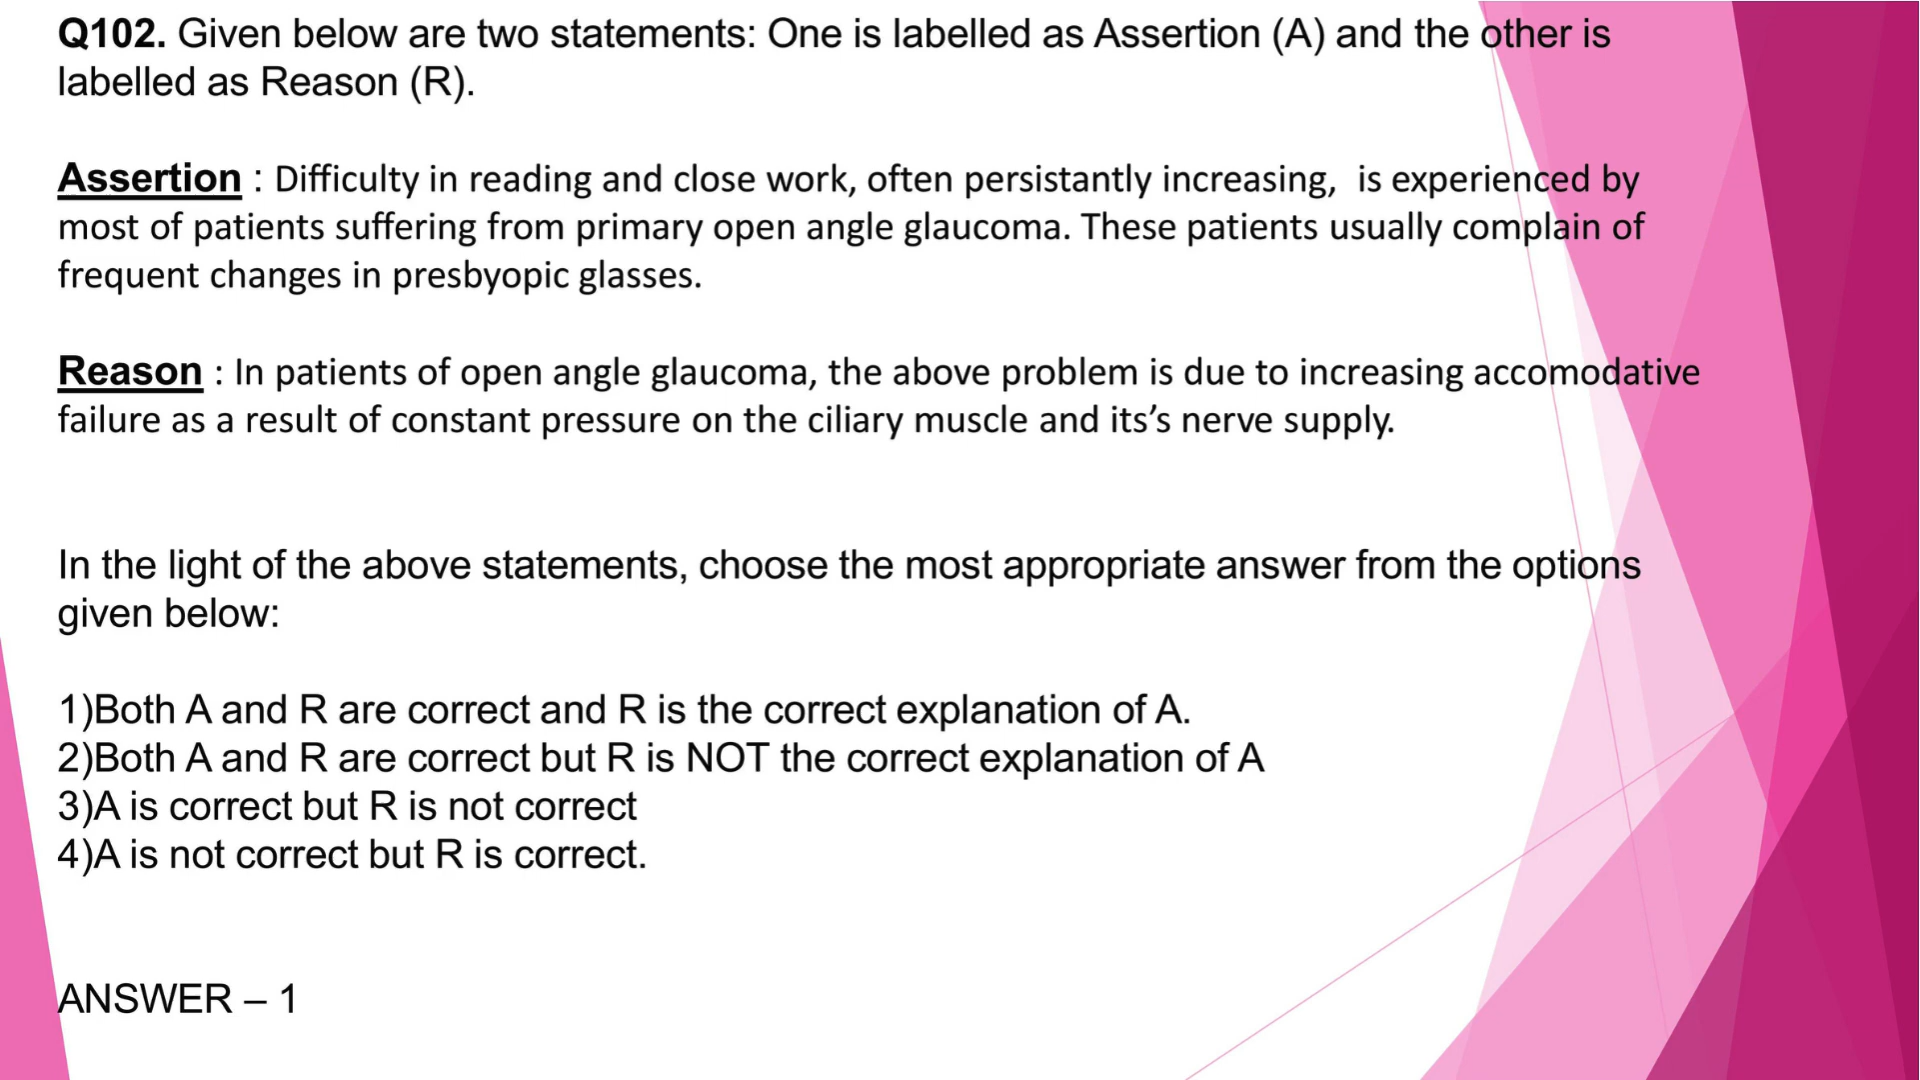 Q102. Given below are two statements: One is labelled as Assertion (A) and the other is
labelled as Reason (R).
Assertion : Difficulty in reading and close work, often persistantly increasing,  is experienced by
most of patients suffering from primary open angle glaucoma. These patients usually complain of
frequent changes in presbyopic glasses.
Reason : In patients of open angle glaucoma, the above problem is due to increasing accomodative
failure as a result of constant pressure on the ciliary muscle and its’s nerve supply.
In the light of the above statements, choose the most appropriate answer from the options
given below:
1)Both A and R are correct and R is the correct explanation of A.
2)Both A and R are correct but R is NOT the correct explanation of A
3)A is correct but R is not correct
4)A is not correct but R is correct.
ANSWER – 1